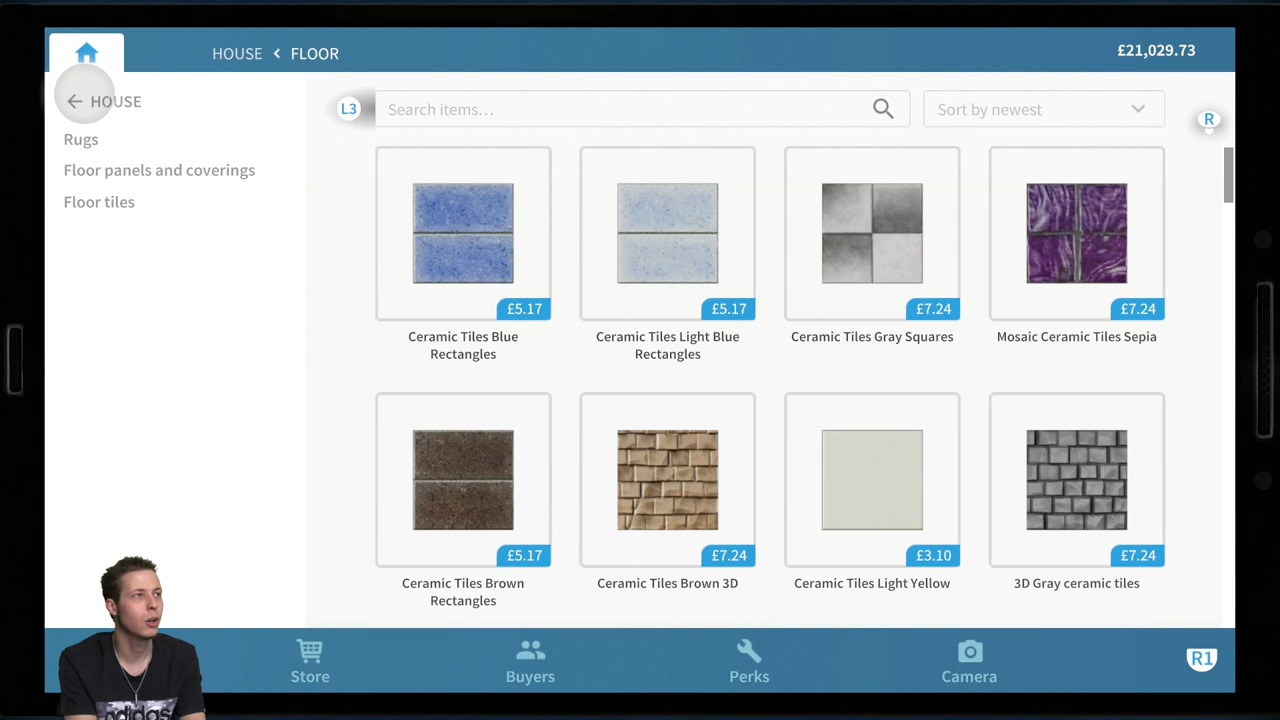 HOUSE < FLOOR
£21,029.73
HOUSE
Rugs
Floor panels and coverings
Floor tiles
L3
Search items...
Sort by newest
R
£5.17
£5.17
£7.24
£7.24
Ceramic Tiles Blue
Rectangles
Ceramic Tiles Light Blue
Rectangles
Ceramic Tiles Gray Squares
Mosaic Ceramic Tiles Sepia
£5.17
£7.24
£3.10
£7.24
Ceramic Tiles Brown
Rectangles
Ceramic Tiles Brown 3D
Ceramic Tiles Light Yellow
3D Gray ceramic tiles
Store
Buyers
Perks
Camera
R1
adidas